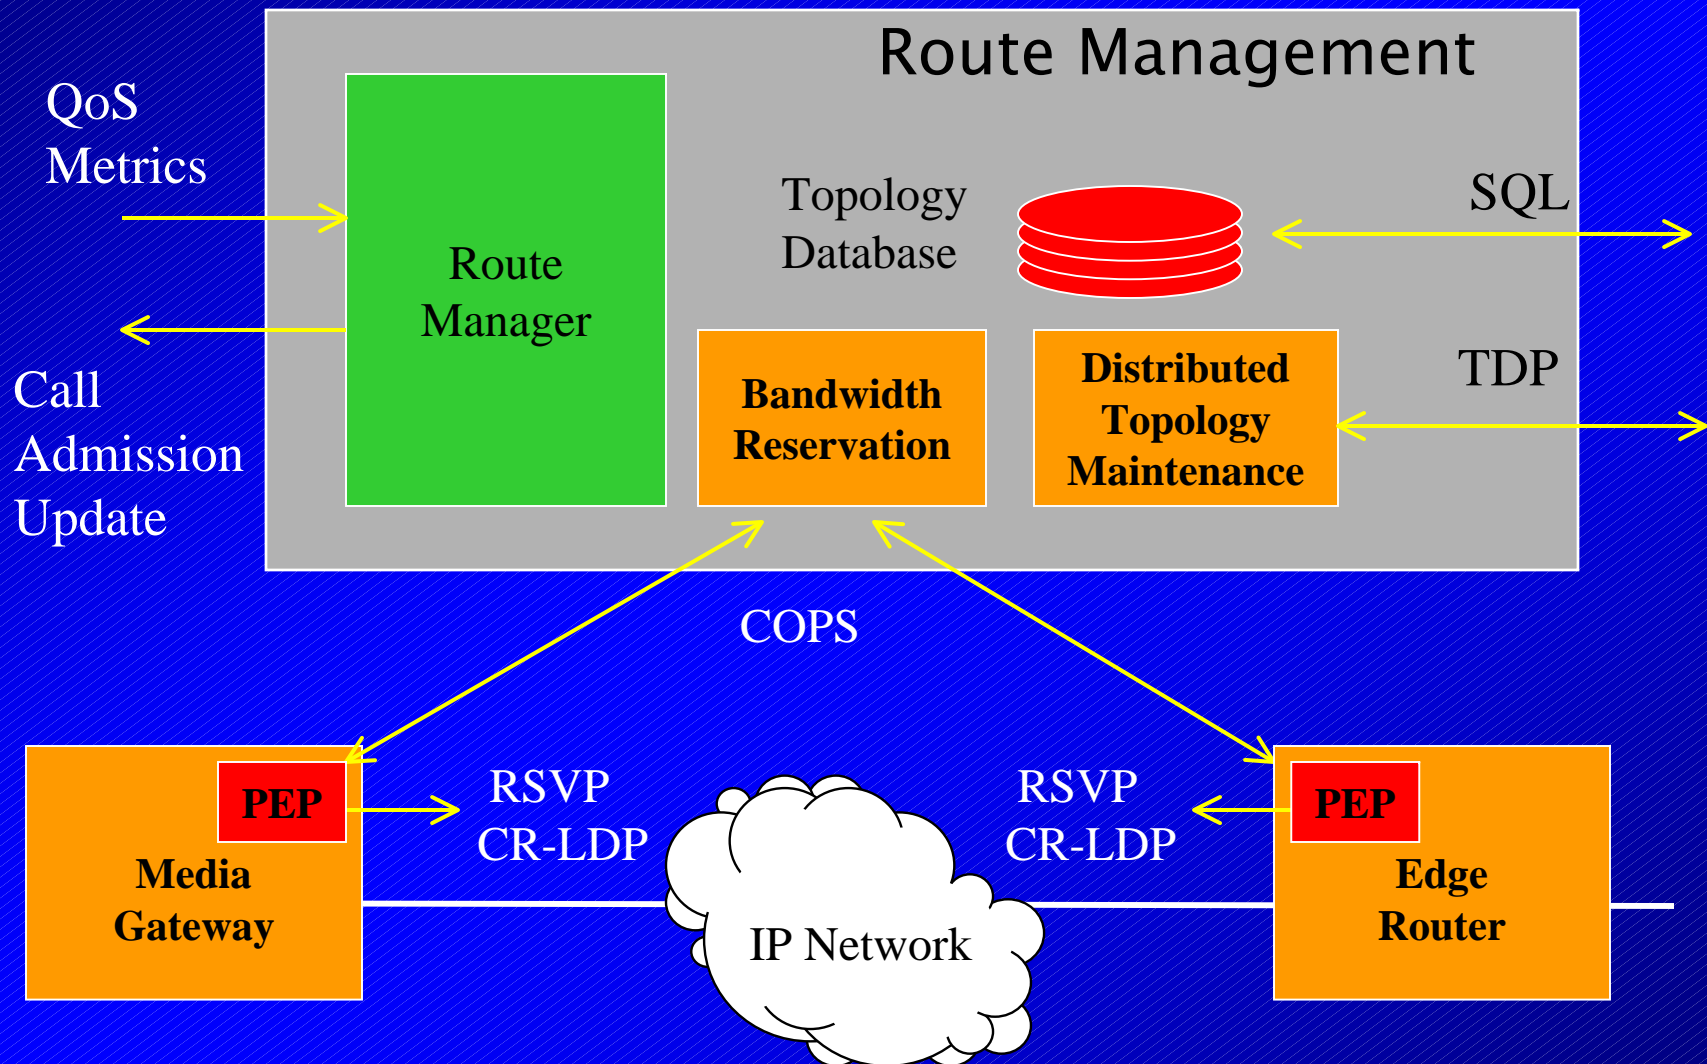 Route Management
QoS
Metrics
Topology
Database
SQL
Route
Manager
Call
Admission
Update
Bandwidth
Reservation
Distributed
Topology
Maintenance
TDP
COPS
PEP
Media
Gateway
RSVP
CR-LDP
IP Network
RSVP
CR-LDP
PEP
Edge
Router